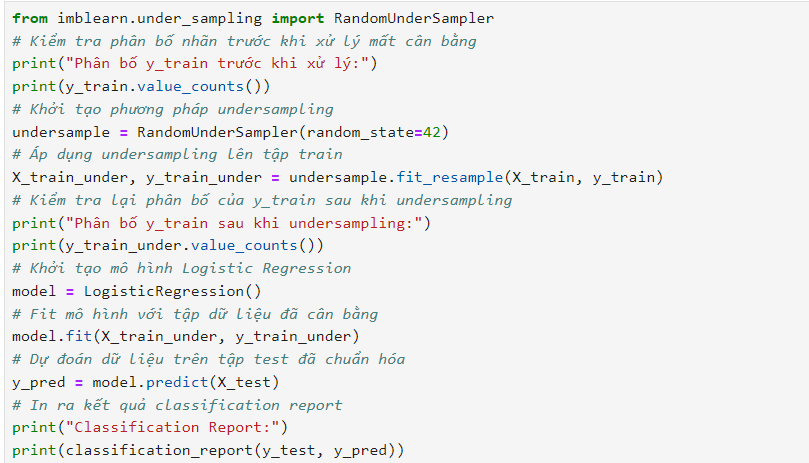 from imblearn.under_sampling import RandomUnderSampler
# Kiểm tra phân bố nhãn trước khi xử lý mất cân bằng
print("Phân bố y_train trước khi xử lý:")
print(y_train.value_counts())
# Khởi tạo phương pháp undersampling
undersample = RandomUnderSampler(random_state=42)
# Áp dụng undersampling lên tập train
X_train_under, y_train_under = undersample.fit_resample(X_train, y_train)
# Kiểm tra lại phân bố của y_train sau khi undersampling
print("Phân bố y_train sau khi undersampling:")
print(y_train_under.value_counts())
# Khởi tạo mô hình Logistic Regression
model = LogisticRegression()
# Fit mô hình với tập dữ liệu đã cân bằng
model.fit(X_train_under, y_train_under)
# Dự đoán dữ liệu trên tập test đã chuẩn hóa
y_pred = model.predict(X_test)
# In ra kết quả classification report
print("Classification Report:")
print(classification_report(y_test, y_pred))